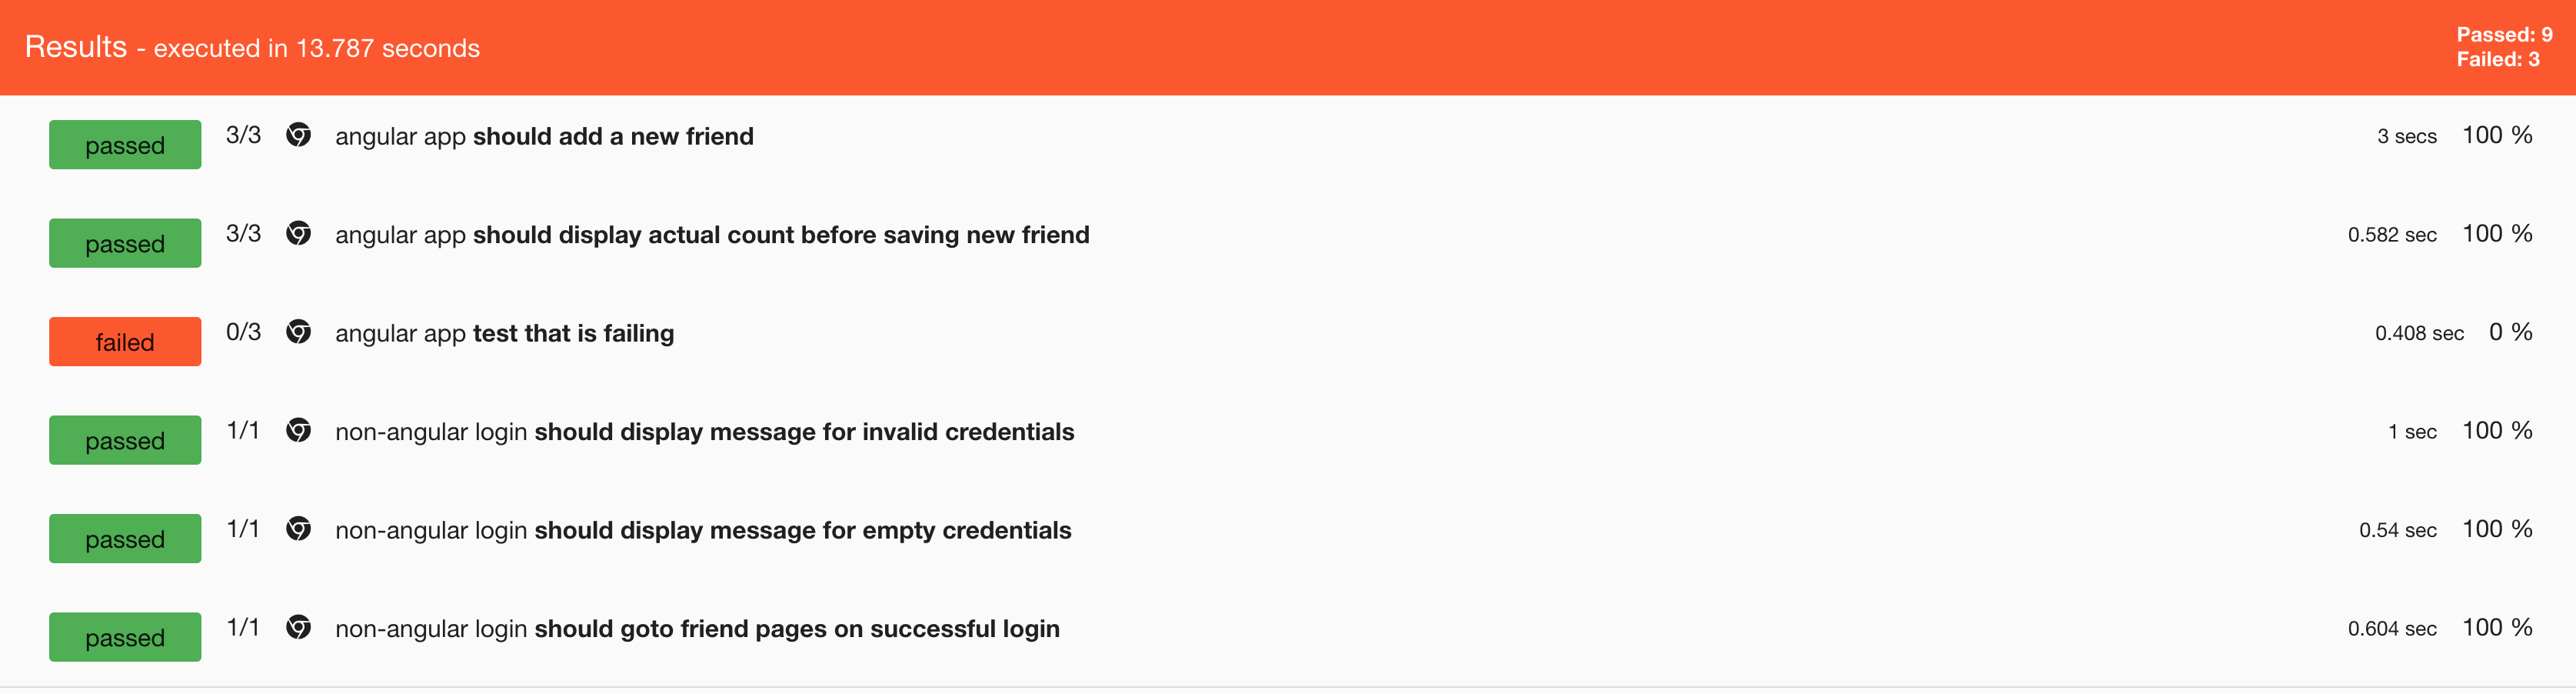 Results - executed in 13.787 seconds
Passed: 9
Failed: 3
passed 3/3 angular app should add a new friend 3 secs 100 %
passed 3/3 angular app should display actual count before saving new friend 0.582 sec 100 %
failed 0/3 angular app test that is failing 0.408 sec 0 %
passed 1/1 non-angular login should display message for invalid credentials 1 sec 100 %
passed 1/1 non-angular login should display message for empty credentials 0.54 sec 100 %
passed 1/1 non-angular login should goto friend pages on successful login 0.604 sec 100 %